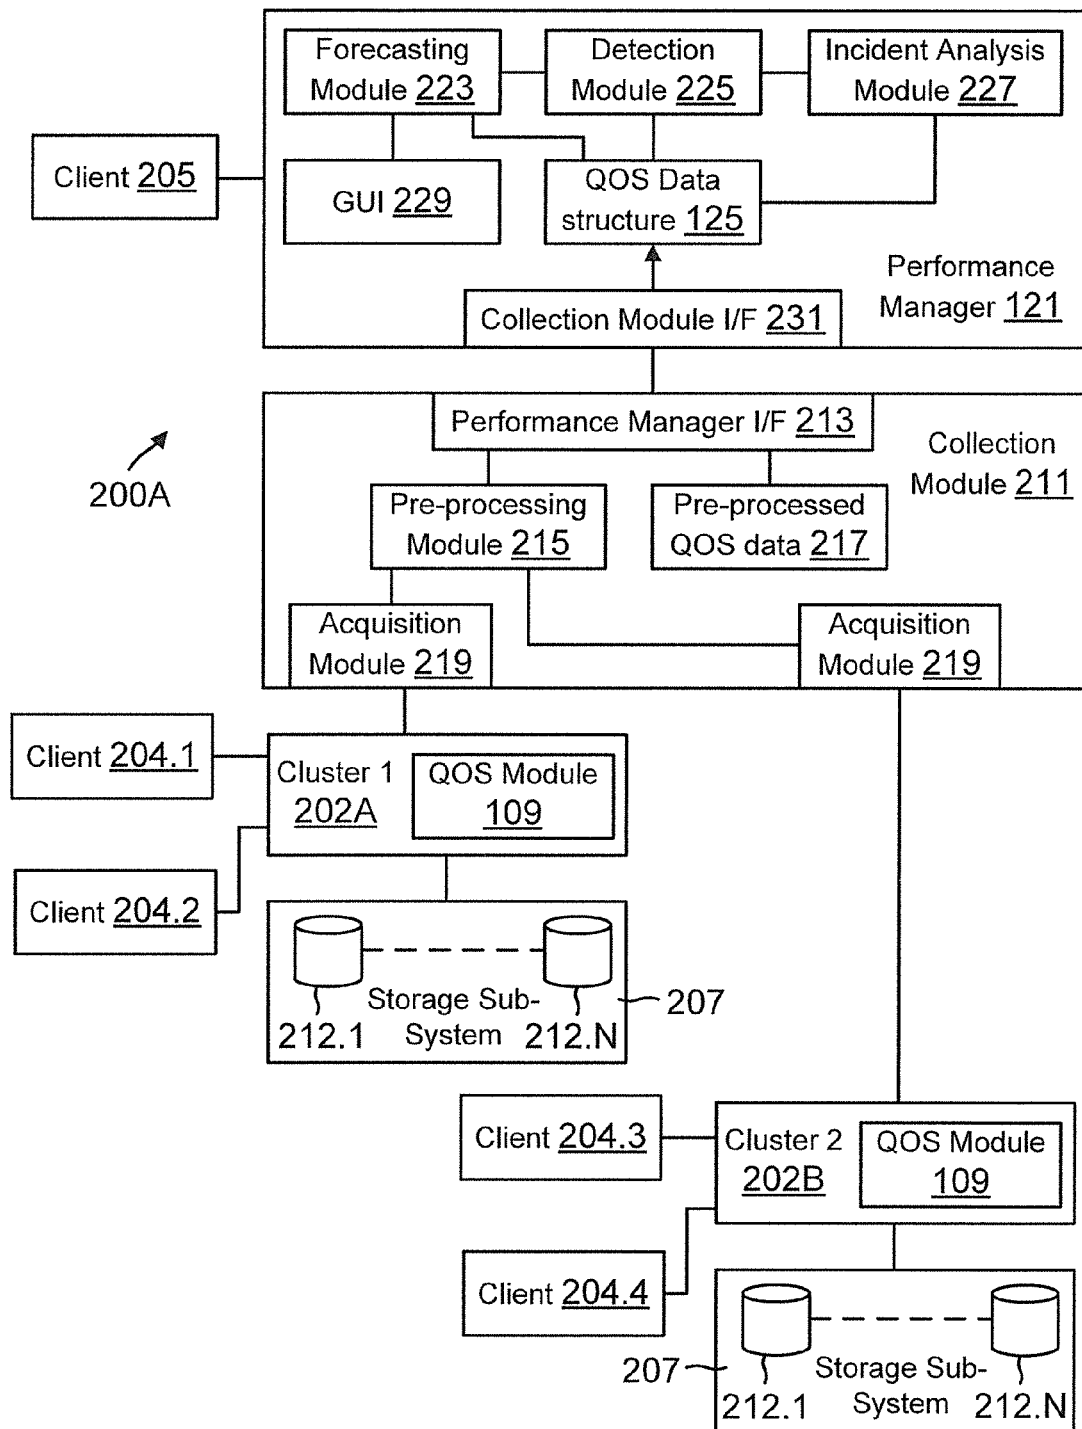 Forecasting
Module 223
Detection
Module 225
Incident Analysis
Module 227
Client 205
GUI 229
QOS Data
structure 125
Performance
Manager 121
Collection Module I/F 231
Performance Manager I/F 213
Collection
Module 211
200A
Pre-processing
Module 215
Pre-processed
QOS data 217
Acquisition
Module 219
Acquisition
Module 219
Client 204.1
Cluster 1
202A
QOS Module
109
Client 204.2
Storage Sub-
System
212.1
212.N
207
Client 204.3
Cluster 2
202B
QOS Module
109
Client 204.4
207
Storage Sub-
System
212.1
212.N